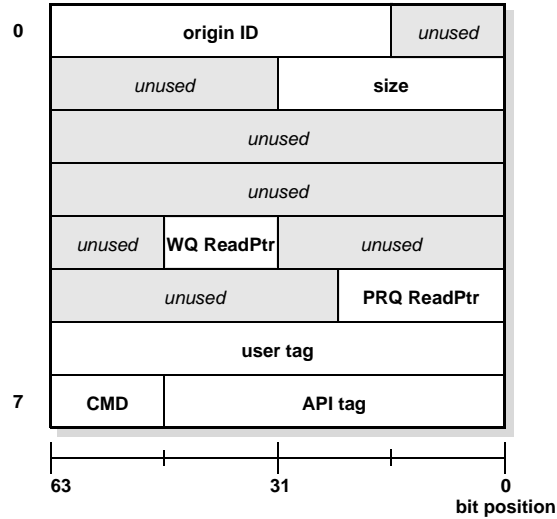 0 origin ID unused
unused size
unused
unused
unused WQ ReadPtr unused
unused PRQ ReadPtr
user tag
7 CMD API tag
63 31 0
bit position